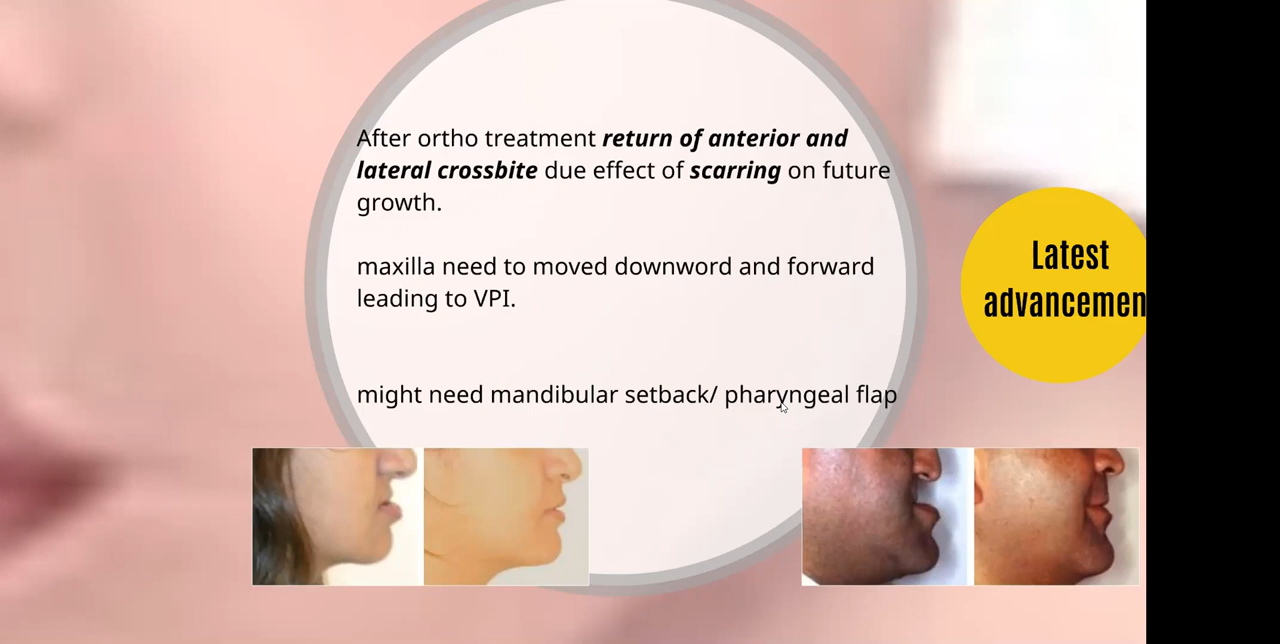 After ortho treatment return of anterior and
lateral crossbite due effect of scarring on future
growth.
maxilla need to moved downword and forward
leading to VPI.
might need mandibular setback/ pharyngeal flap
Latest
advancemen